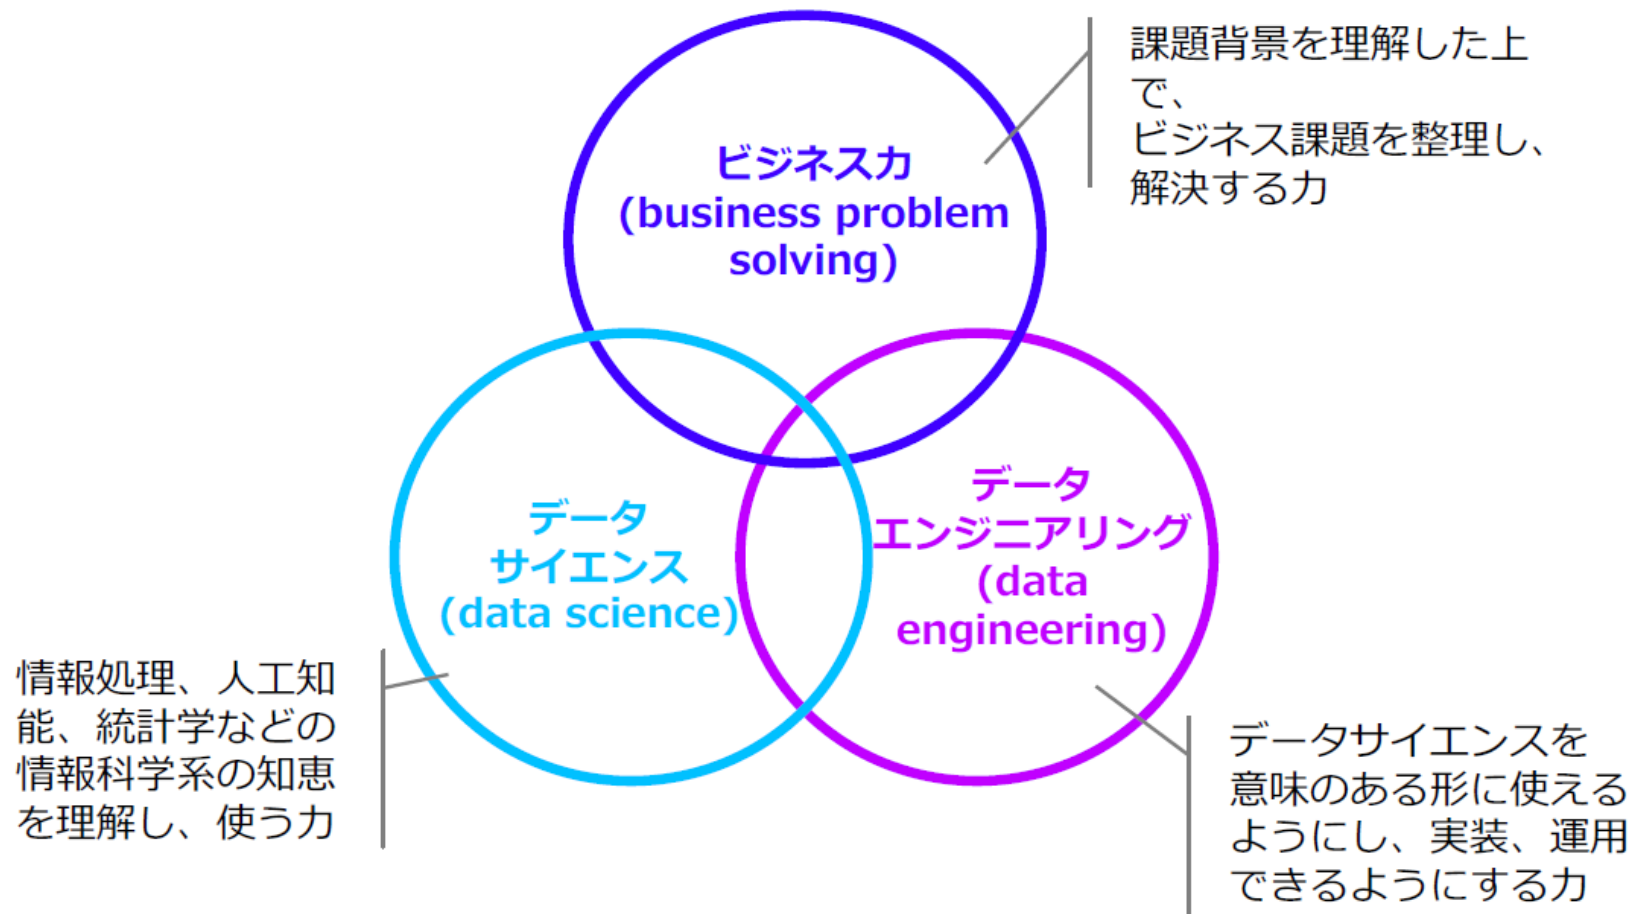 課題背景を理解した上
で、
ビジネス課題を整理し、
解決する力
ビジネス力
(business problem
solving)
データ
サイエンス
(data science)
データ
エンジニアリング
(data
engineering)
情報処理、人工知
能、統計学などの
情報科学系の知恵
を理解し、使う力
データサイエンスを
意味のある形に使える
ようにし、実装、運用
できるようにする力